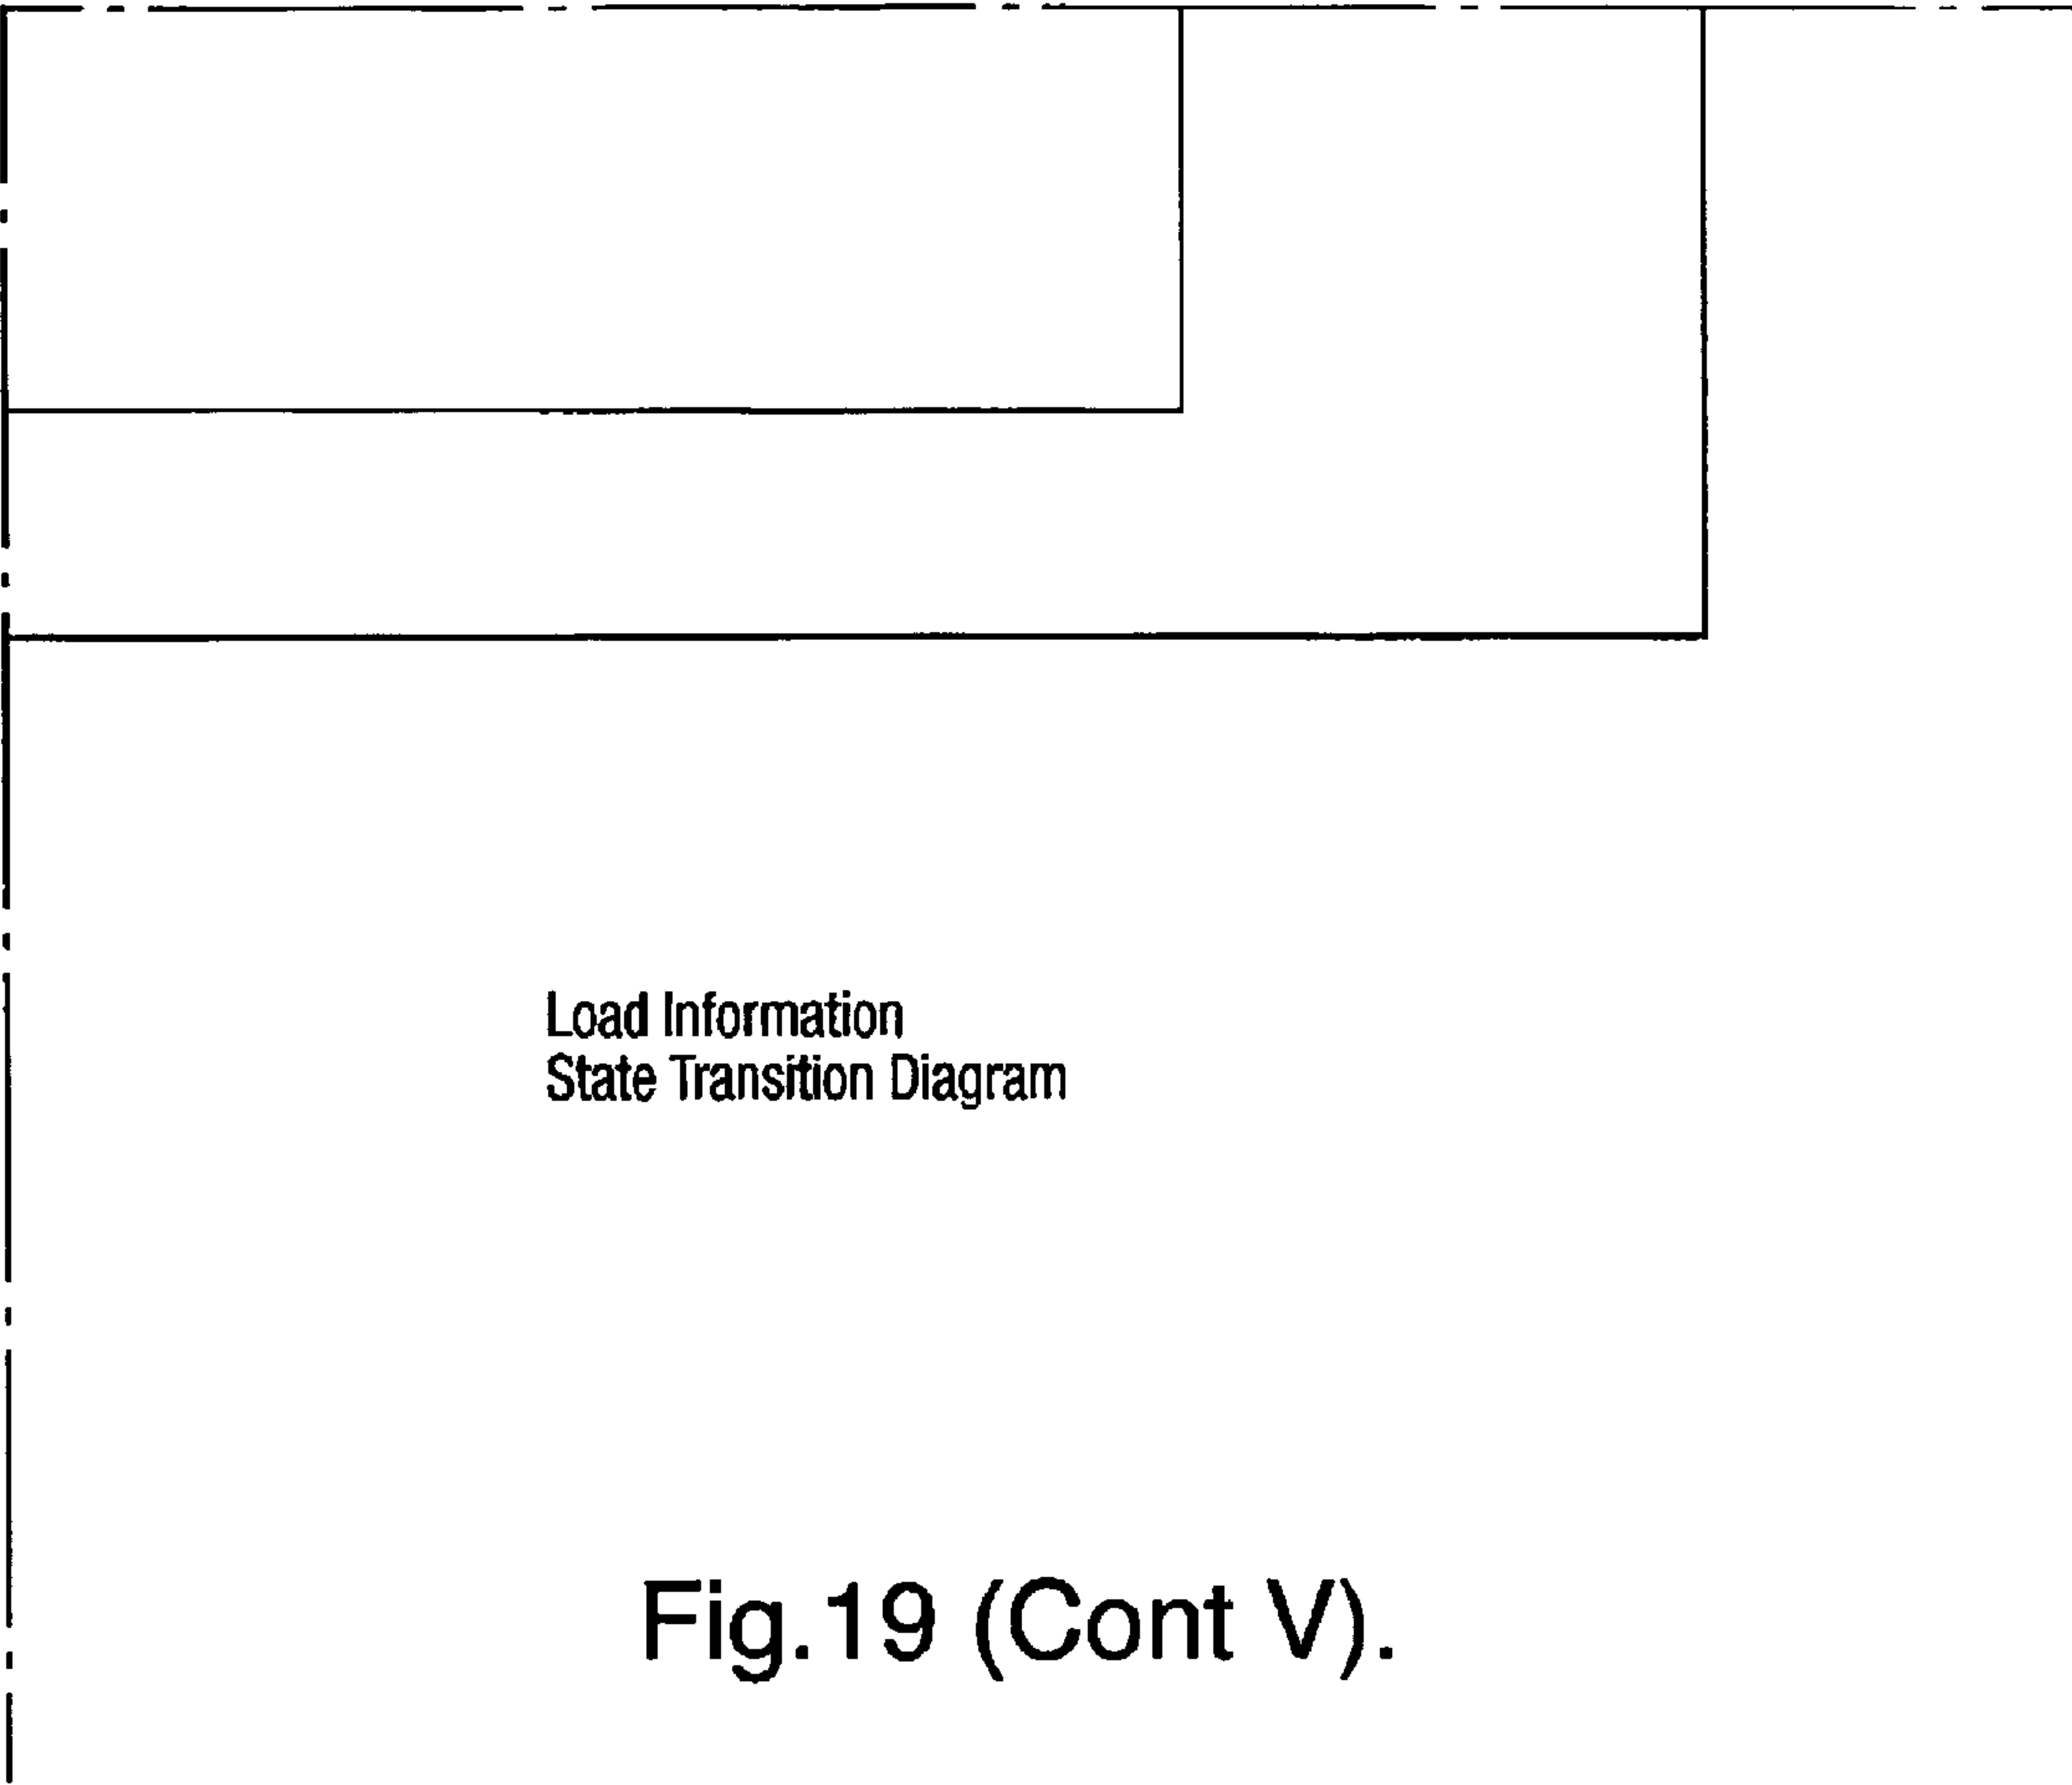 Load Information
State Transition Diagram
Fig.19 (Cont V).